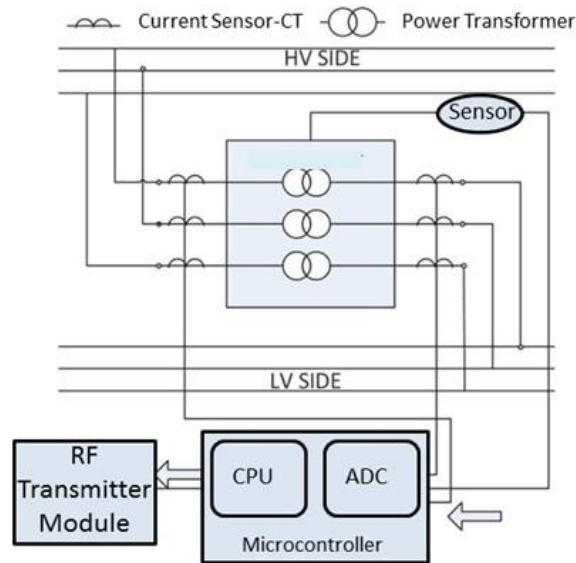 Current Sensor-CT
Power Transformer
HV SIDE
Sensor
LV SIDE
RF
Transmitter
Module
CPU
ADC
Microcontroller